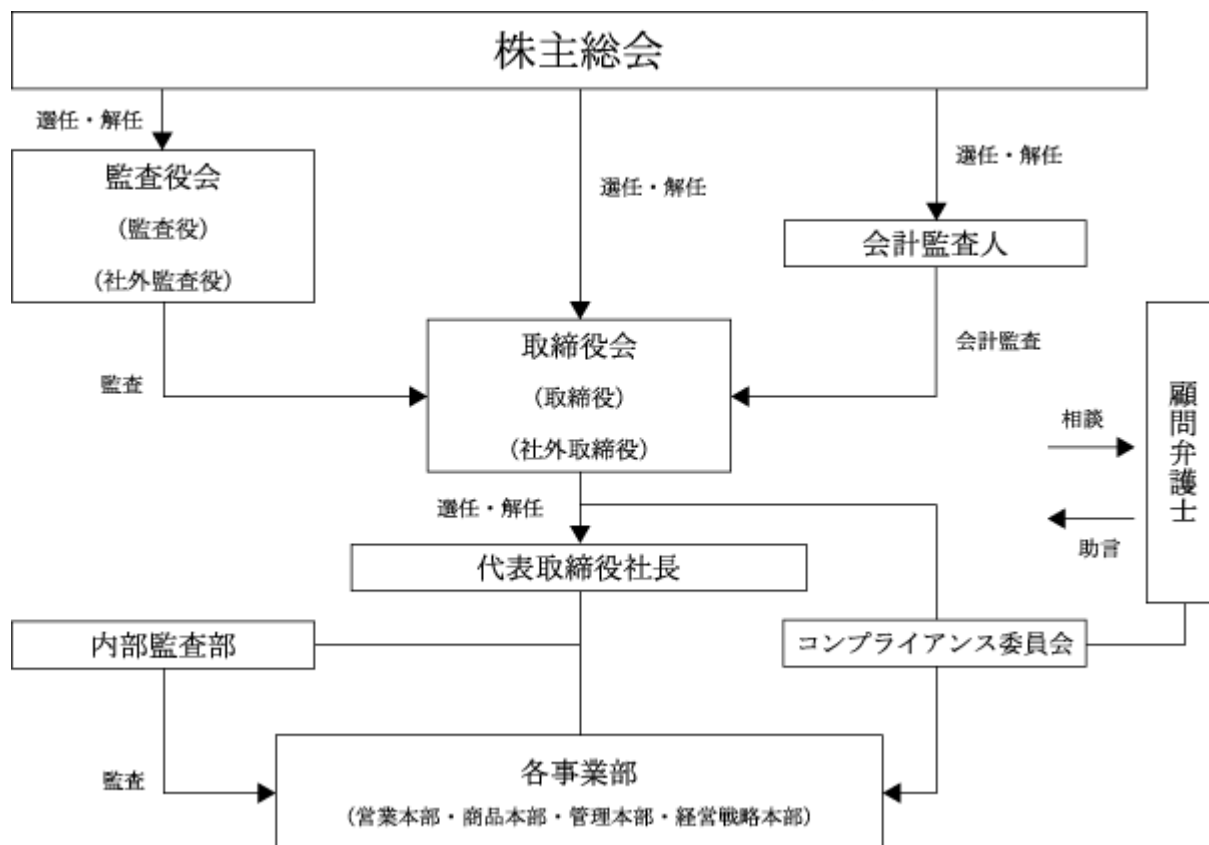 株主総会
選任・解任
選任・解任
選任・解任
監査役会
(監査役)
(社外監査役)
会計監査人
取締役会
(取締役)
(社外取締役)
監査
会計監査
顧問弁護士
相談
助言
選任・解任
代表取締役社長
内部監査部
コンプライアンス委員会
監査
各事業部
(営業本部・商品本部・管理本部・経営戦略本部)